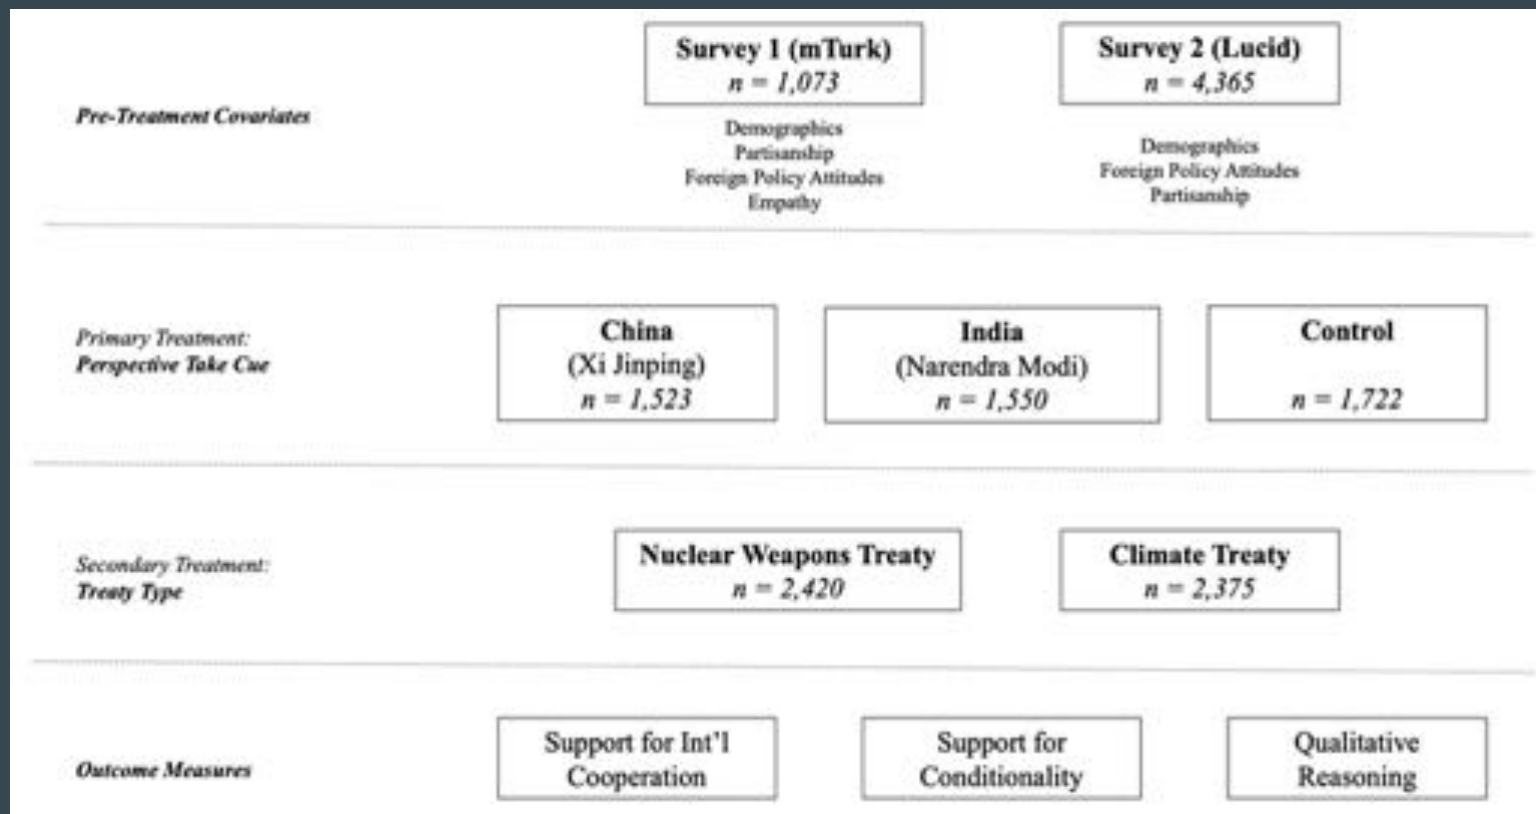 Survey 1 (mTurk)
n = 1,073
Survey 2 (Lucid)
n = 4,365
Pre-Treatment Covariates
Demographics
Partisanship
Foreign Policy Attitudes
Empathy
Demographics
Foreign Policy Attitudes
Partisanship
Primary Treatment:
Perspective Take Cue
China
(Xi Jinping)
n = 1,523
India
(Narendra Modi)
n = 1,550
Control
n = 1,722
Secondary Treatment:
Treaty Type
Nuclear Weapons Treaty
n = 2,420
Climate Treaty
n = 2,375
Outcome Measures
Support for Int'l
Cooperation
Support for
Conditionality
Qualitative
Reasoning